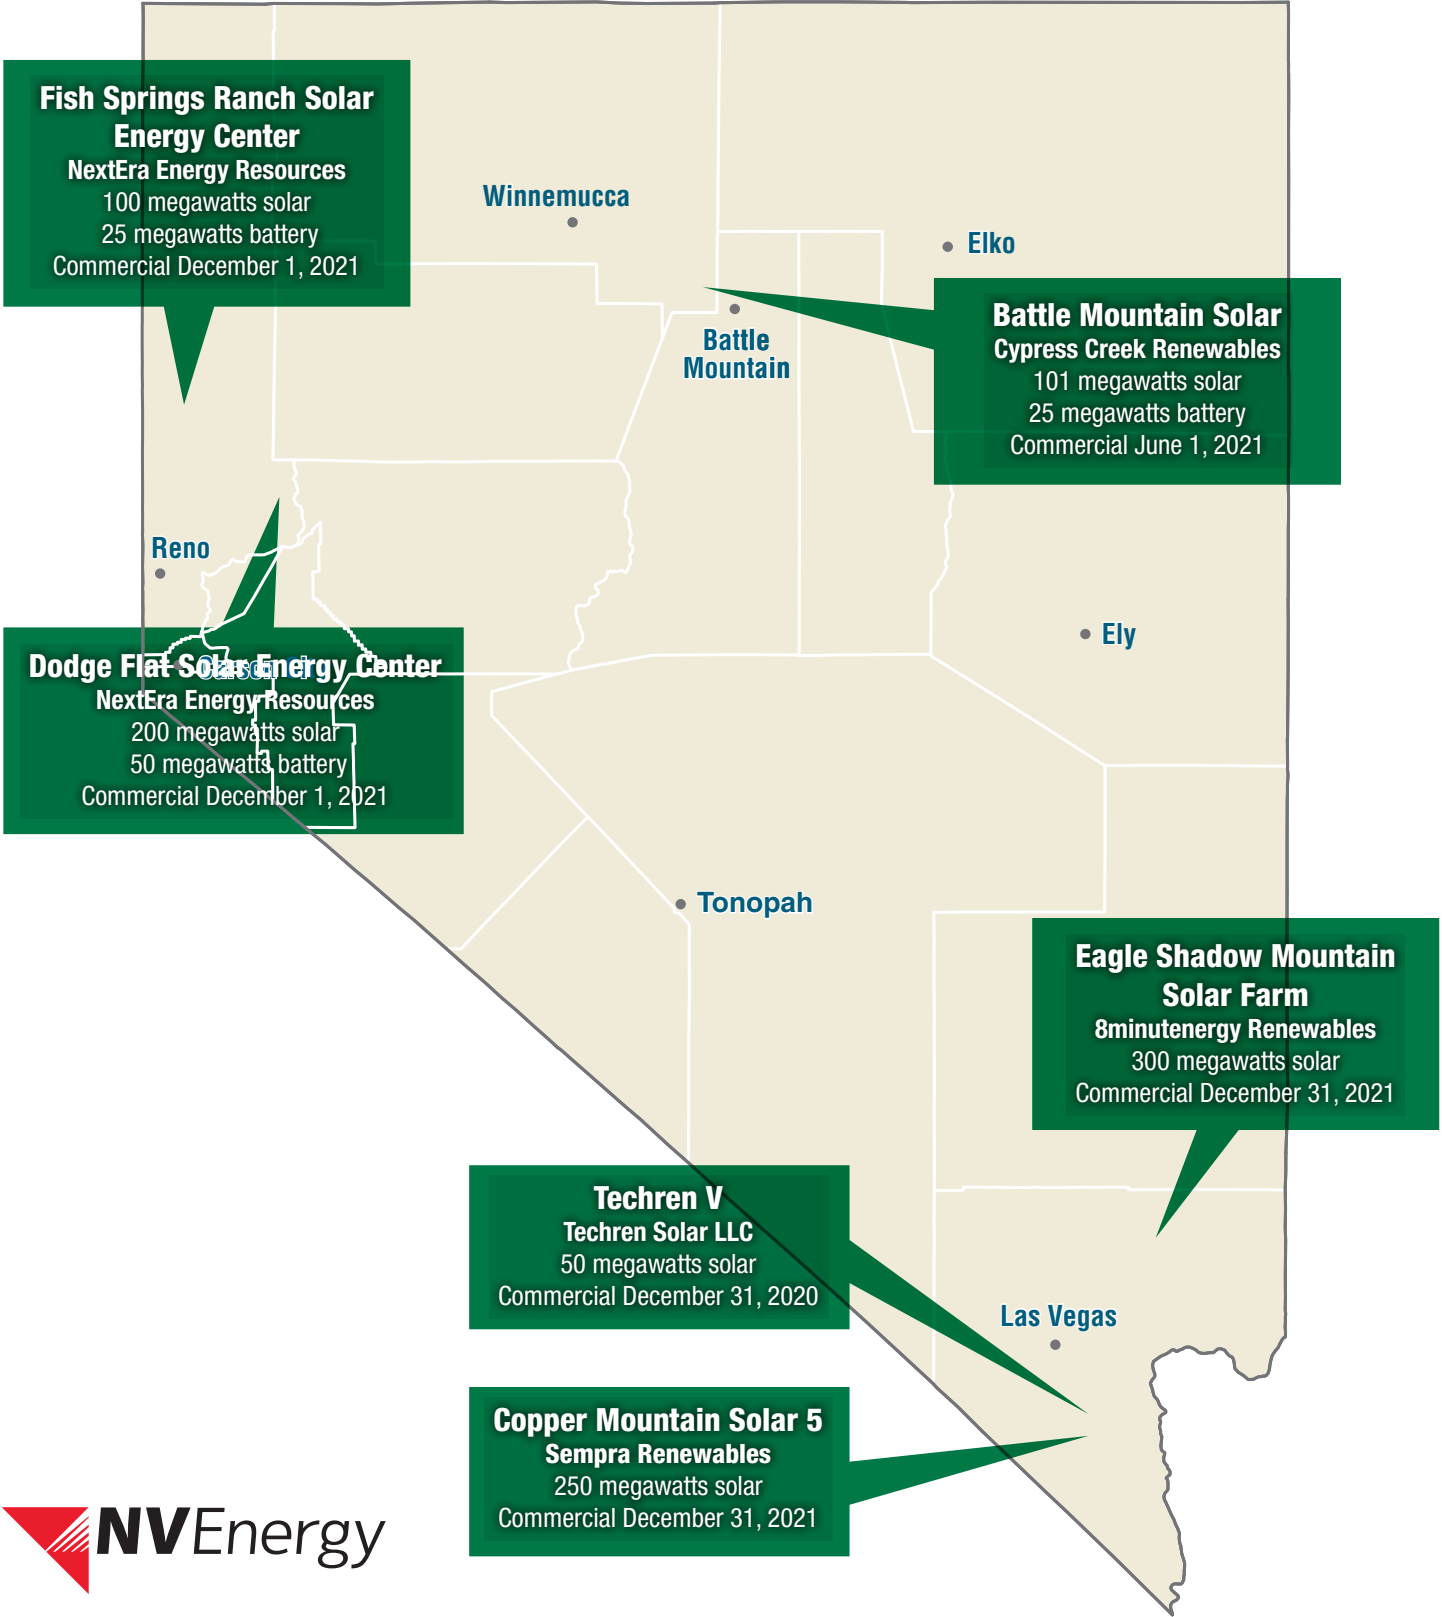 Fish Springs Ranch Solar
Energy Center
NextEra Energy Resources
100 megawatts solar
25 megawatts battery
Commercial December 1, 2021
Winnemucca
Elko
Battle Mountain Solar
Cypress Creek Renewables
101 megawatts solar
25 megawatts battery
Commercial June 1, 2021
Battle
Mountain
Reno
Ely
Dodge Flat Solar Energy Center
NextEra Energy Resources
200 megawatts solar
50 megawatts battery
Commercial December 1, 2021
Tonopah
Eagle Shadow Mountain
Solar Farm
8minutenergy Renewables
300 megawatts solar
Commercial December 31, 2021
Techren V
Techren Solar LLC
50 megawatts solar
Commercial December 31, 2020
Las Vegas
Copper Mountain Solar 5
Sempra Renewables
250 megawatts solar
Commercial December 31, 2021
NVEnergy